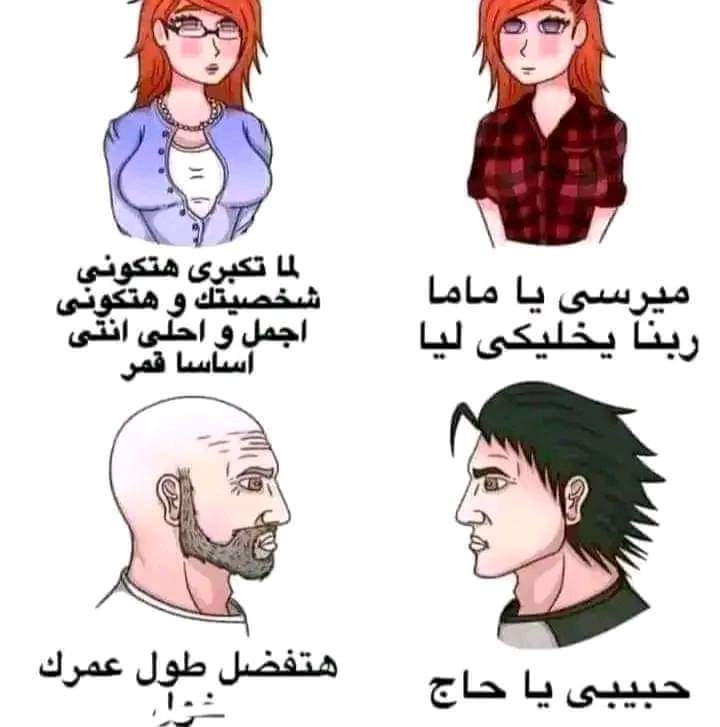 لما تكبرى هتكونى
شخصيتك و هتكونى
اجمل و احلى انتى
اساسا قمر
ميرسى يا ماما
ربنا يخليكى ليا
هتفضل طول عمرك
حبيبى يا حاج